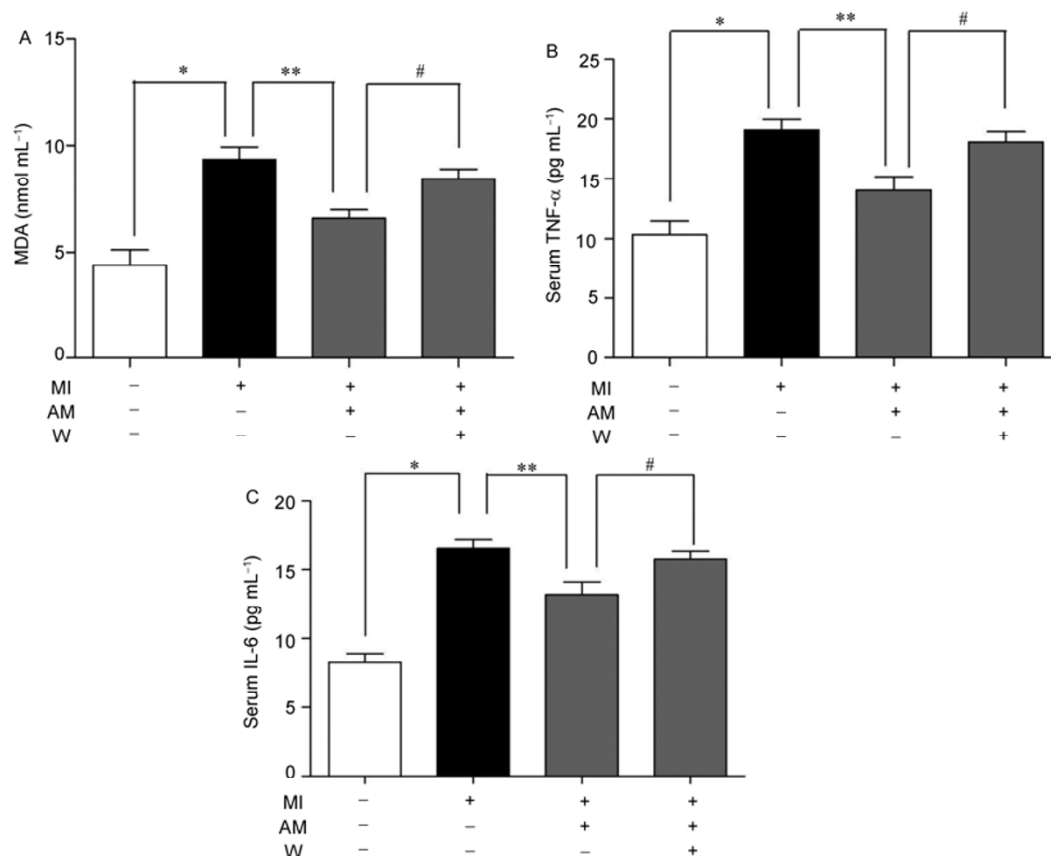 A
MDA (nmol mL⁻¹)
15
10
5
0
* ** #
MI – + + +
AM – – + +
W – – – +
B
Serum TNF-α (pg mL⁻¹)
25
20
15
10
5
0
* ** #
MI – + + +
AM – – + +
W – – – +
C
Serum IL-6 (pg mL⁻¹)
20
15
10
5
0
* ** #
MI – + + +
AM – – + +
W – – – +